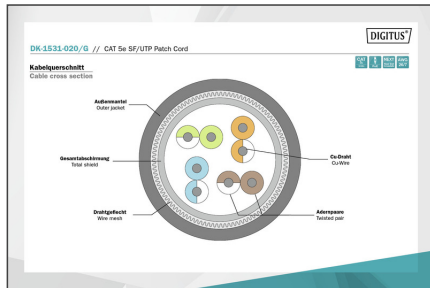 DIGITUS®
DK-1531-020/G // CAT 5e SF/UTP Patch Cord
Kabelquerschnitt
Cable cross section
Außenmantel
Outer jacket
Gesamtabschirmung
Total shield
Cu-Draht
Cu-Wire
Drahtgeflecht
Wire mesh
Adernpaare
Twisted pair